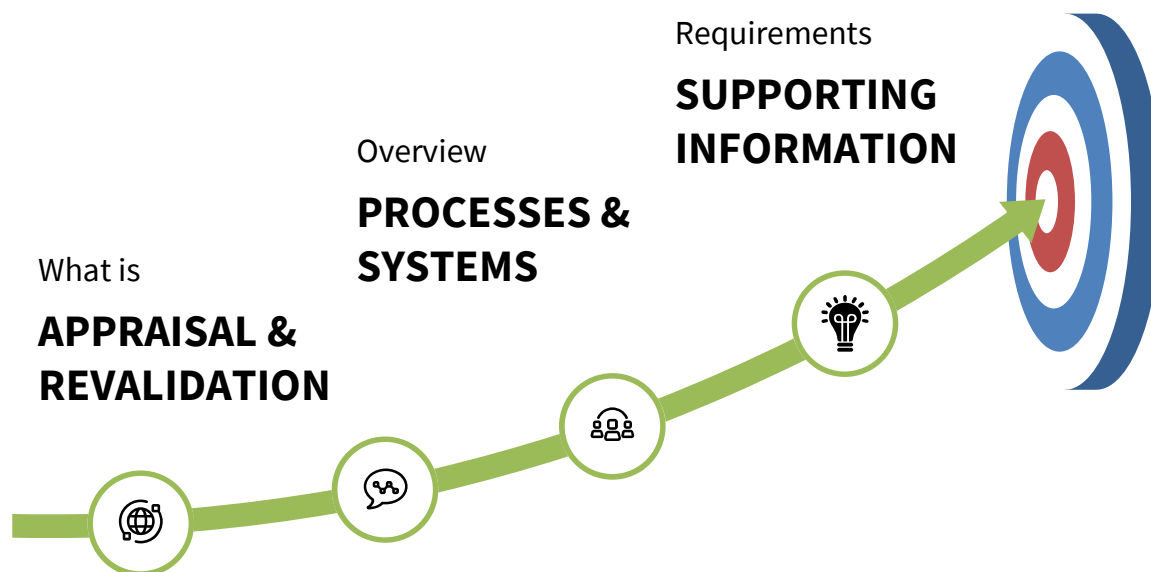 What is
APPRAISAL &
REVALIDATION
Overview
PROCESSES &
SYSTEMS
Requirements
SUPPORTING
INFORMATION